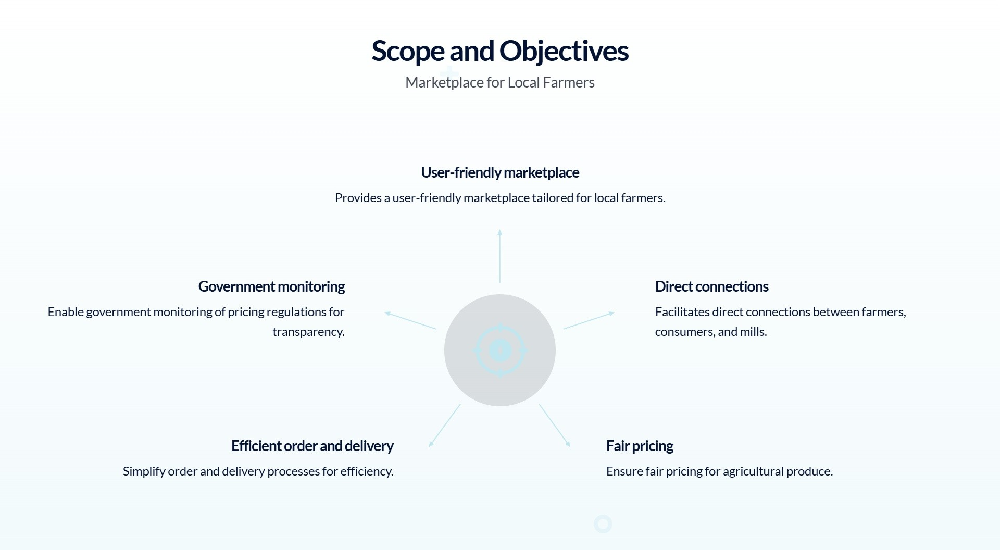 Scope and Objectives
Marketplace for Local Farmers
User-friendly marketplace
Provides a user-friendly marketplace tailored for local farmers.
Government monitoring
Enable government monitoring of pricing regulations for
transparency.
Direct connections
Facilitates direct connections between farmers,
consumers, and mills.
Efficient order and delivery
Simplify order and delivery processes for efficiency.
Fair pricing
Ensure fair pricing for agricultural produce.